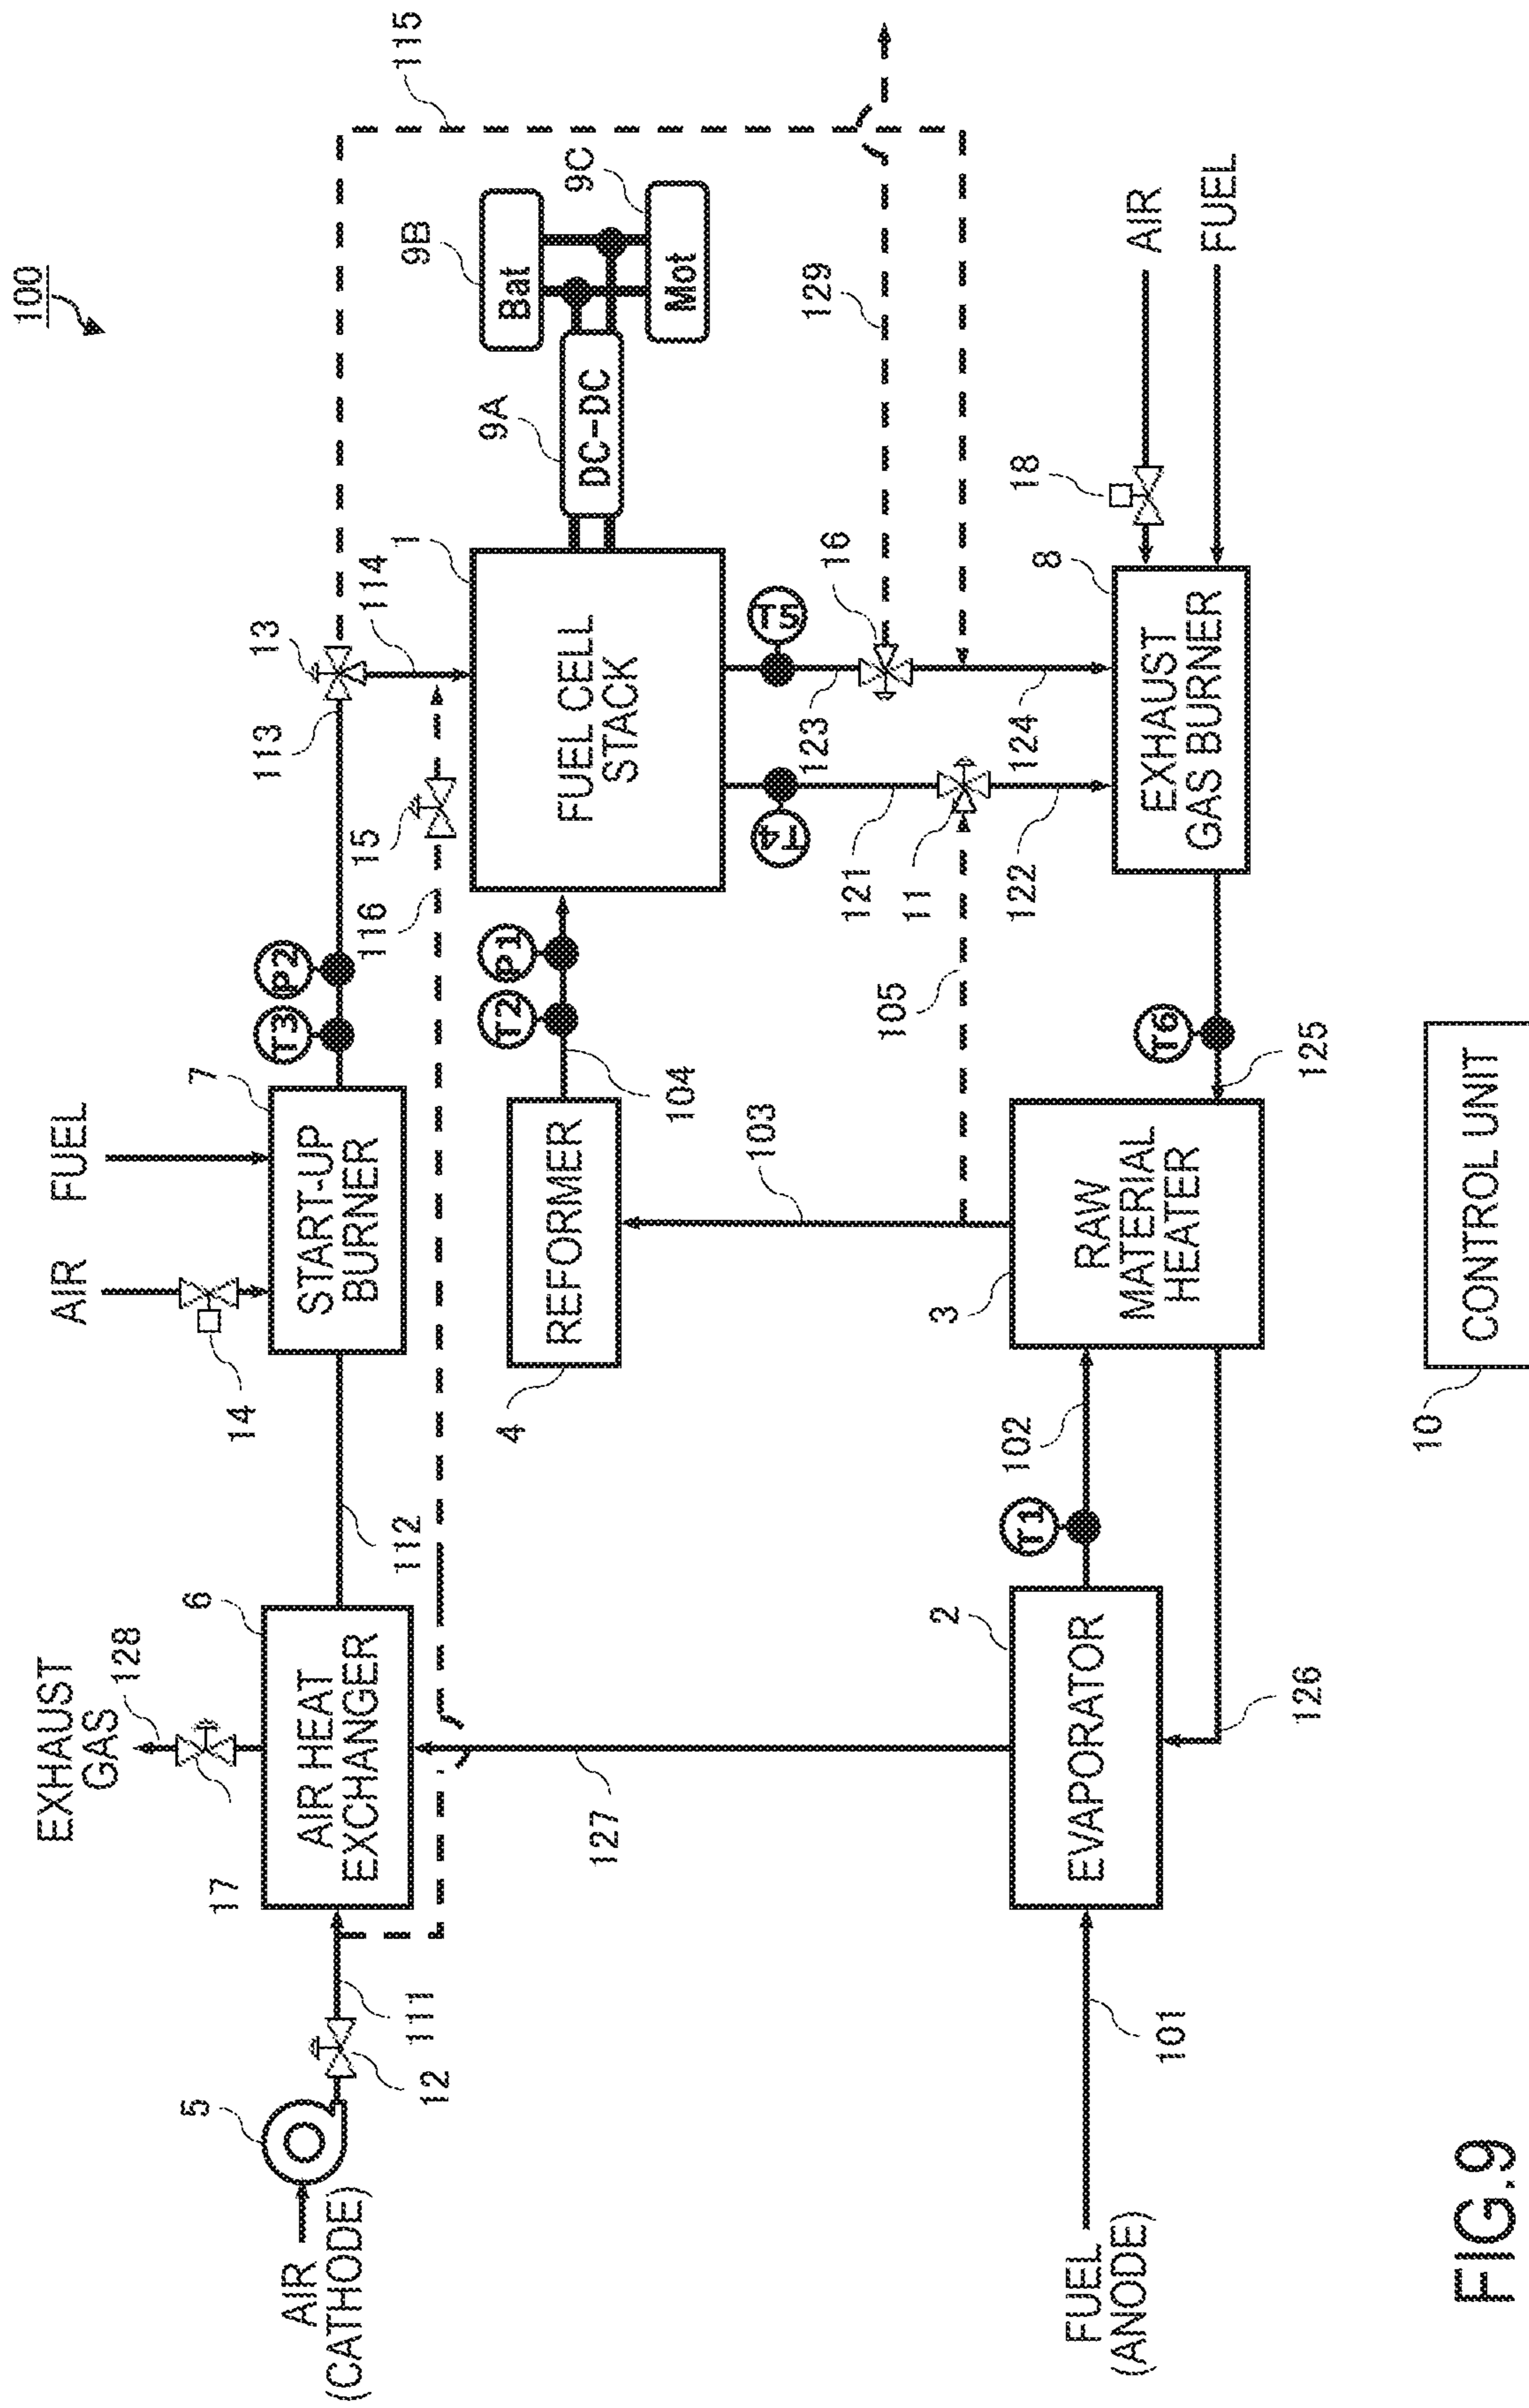 100
EXHAUST
GAS
128
17
AIR
FUEL
14
7
START-UP
BURNER
6
AIR HEAT
EXCHANGER
5
AIR
(CATHODE)
12
111
112
T3
P2
113
13
115
116
15
114
1
FUEL CELL
STACK
9A
DC-DC
9B
Bat
9C
Mot
4
REFORMER
104
T2
P1
103
127
T4
T5
121
123
16
129
11
105
122
124
AIR
FUEL
18
8
EXHAUST
GAS BURNER
FUEL
(ANODE)
101
2
EVAPORATOR
T1
102
3
RAW
MATERIAL
HEATER
T6
125
126
10
CONTROL UNIT
FIG.9